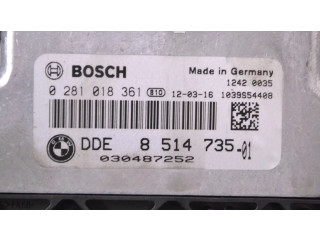 BOSCH Made in Germany
1242.0035
0 281 018 361 810 12-03-16 1039S54408
DDE 8 514 735-01
030487252